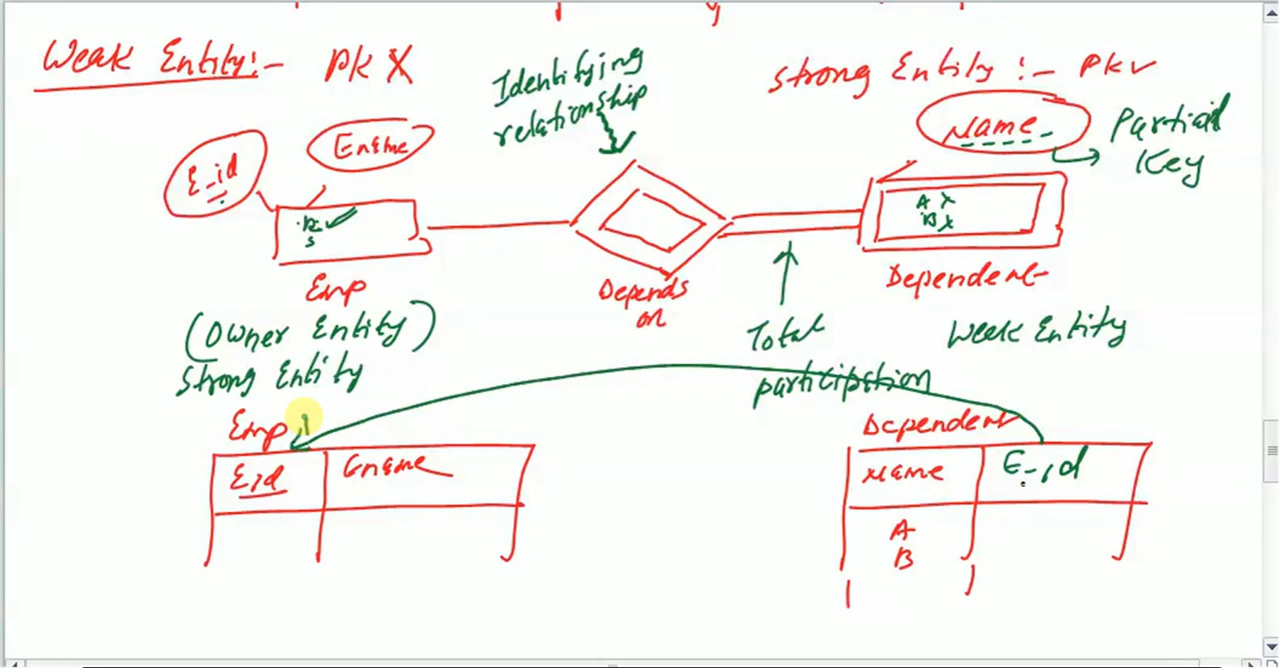 Weak Entity:- PK X
strong Entity :- PK✓
Identifying
relationship
Name
Partial
Key
E_id
Ename
A X
B X
Emp
Depends
on
Dependent
(Owner Entity)
Strong Entity
Total
participation
Weak Entity
Emp
Dependent
Eid Ename
Name E_id
A
B